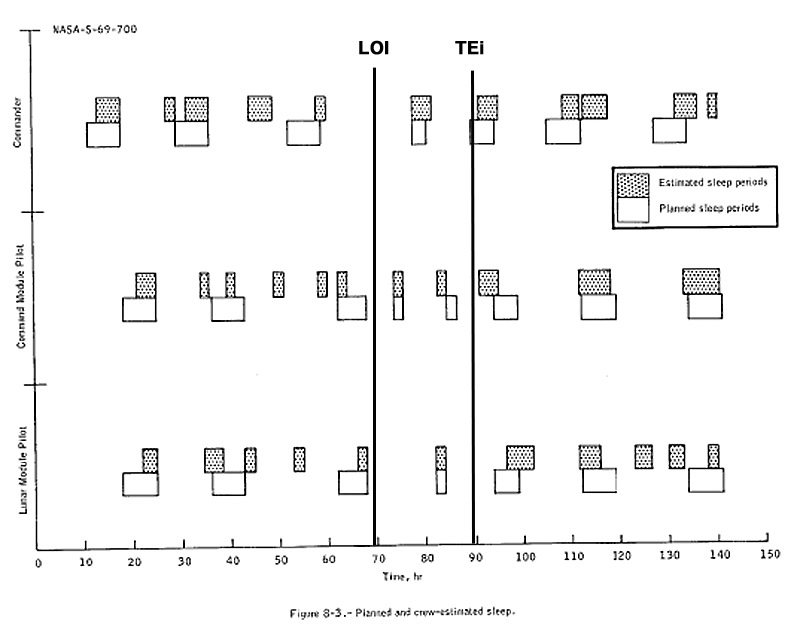 NASA-S-69-700
LOI
TEi
Commander
Estimated sleep periods
Planned sleep periods
Command Module Pilot
Lunar Module Pilot
0 10 20 30 40 50 60 70 80 90 100 110 120 130 140 150
Time, hr
Figure 8-3.- Planned and crew-estimated sleep.